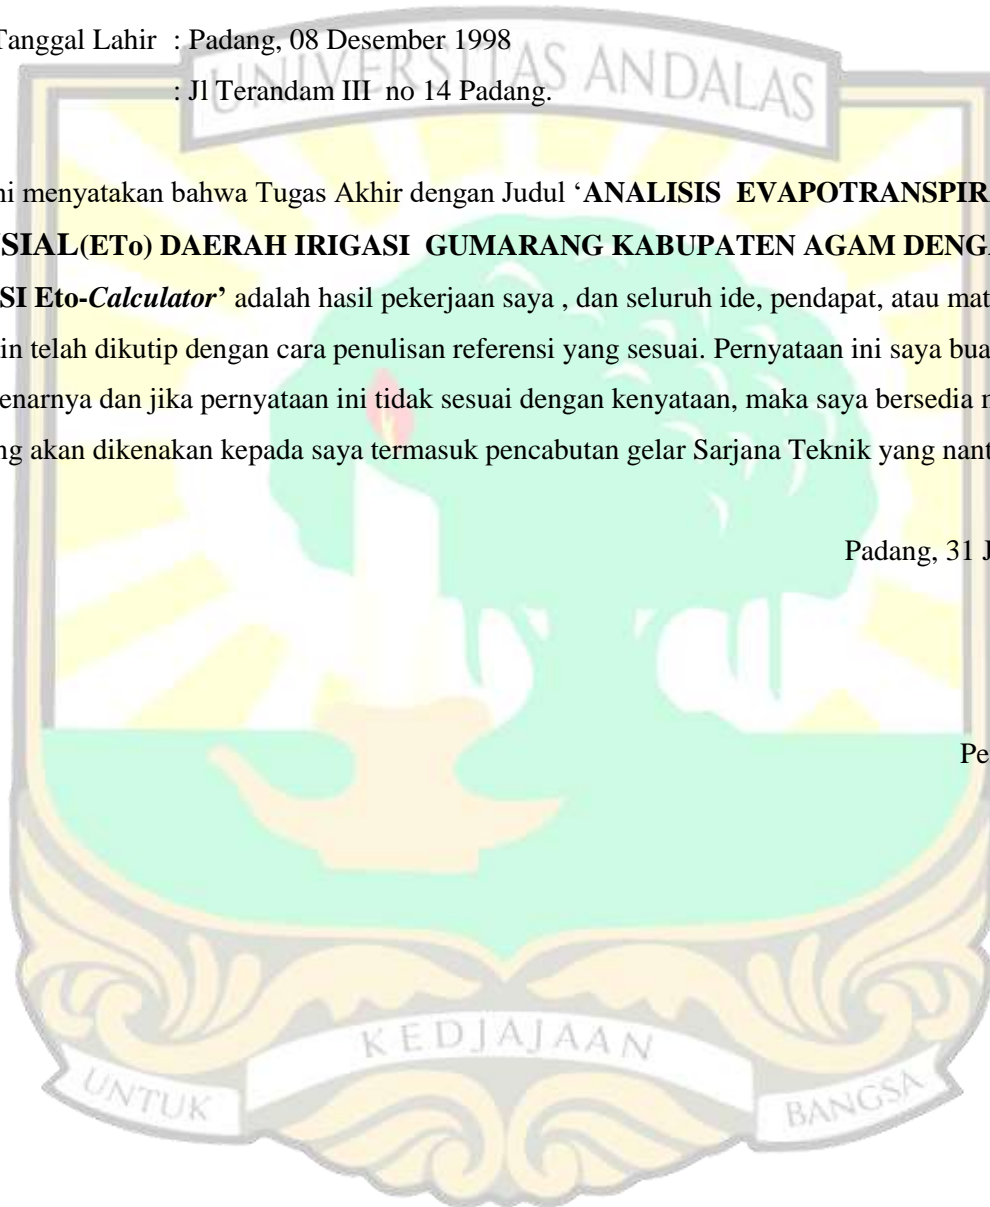 Tanggal Lahir : Padang, 08 Desember 1998
UNIVERSITAS ANDALAS
: Jl Terandam III no 14 Padang.
ni menyatakan bahwa Tugas Akhir dengan Judul ‘ANALISIS EVAPOTRANSPIRA
SIAL(ETo) DAERAH IRIGASI GUMARANG KABUPATEN AGAM DENGA
SI Eto-Calculator’ adalah hasil pekerjaan saya , dan seluruh ide, pendapat, atau mat
in telah dikutip dengan cara penulisan referensi yang sesuai. Pernyataan ini saya bua
enarnya dan jika pernyataan ini tidak sesuai dengan kenyataan, maka saya bersedia m
ng akan dikenakan kepada saya termasuk pencabutan gelar Sarjana Teknik yang nant
Padang, 31 J
Pe
KEDJAJAAN
UNTUK
BANGSA